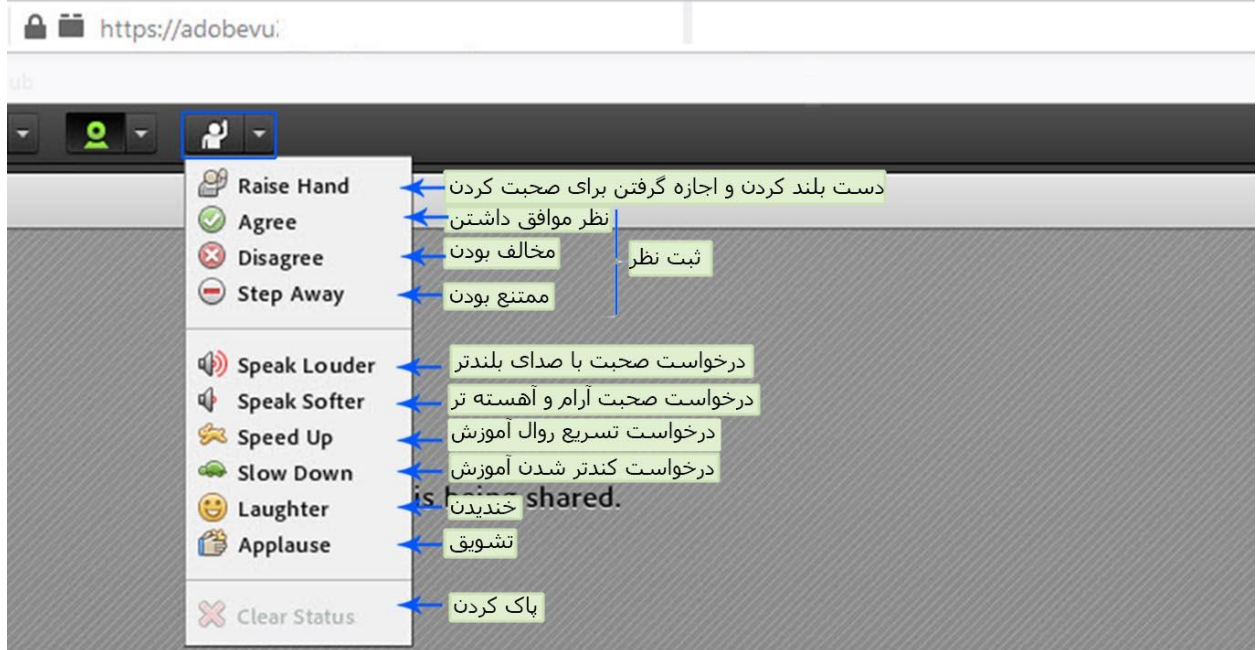 https://adobevu
ub
Raise Hand دست بلند کردن و اجازه گرفتن برای صحبت کردن
Agree نظر موافق داشتن
Disagree مخالف بودن ثبت نظر
Step Away ممتنع بودن
Speak Louder درخواست صحبت با صدای بلندتر
Speak Softer درخواست صحبت آرام و آهسته تر
Speed Up درخواست تسریع روال آموزش
Slow Down درخواست کندتر شدن آموزش
Laughter خندیدن is being shared.
Applause تشویق
Clear Status پاک کردن